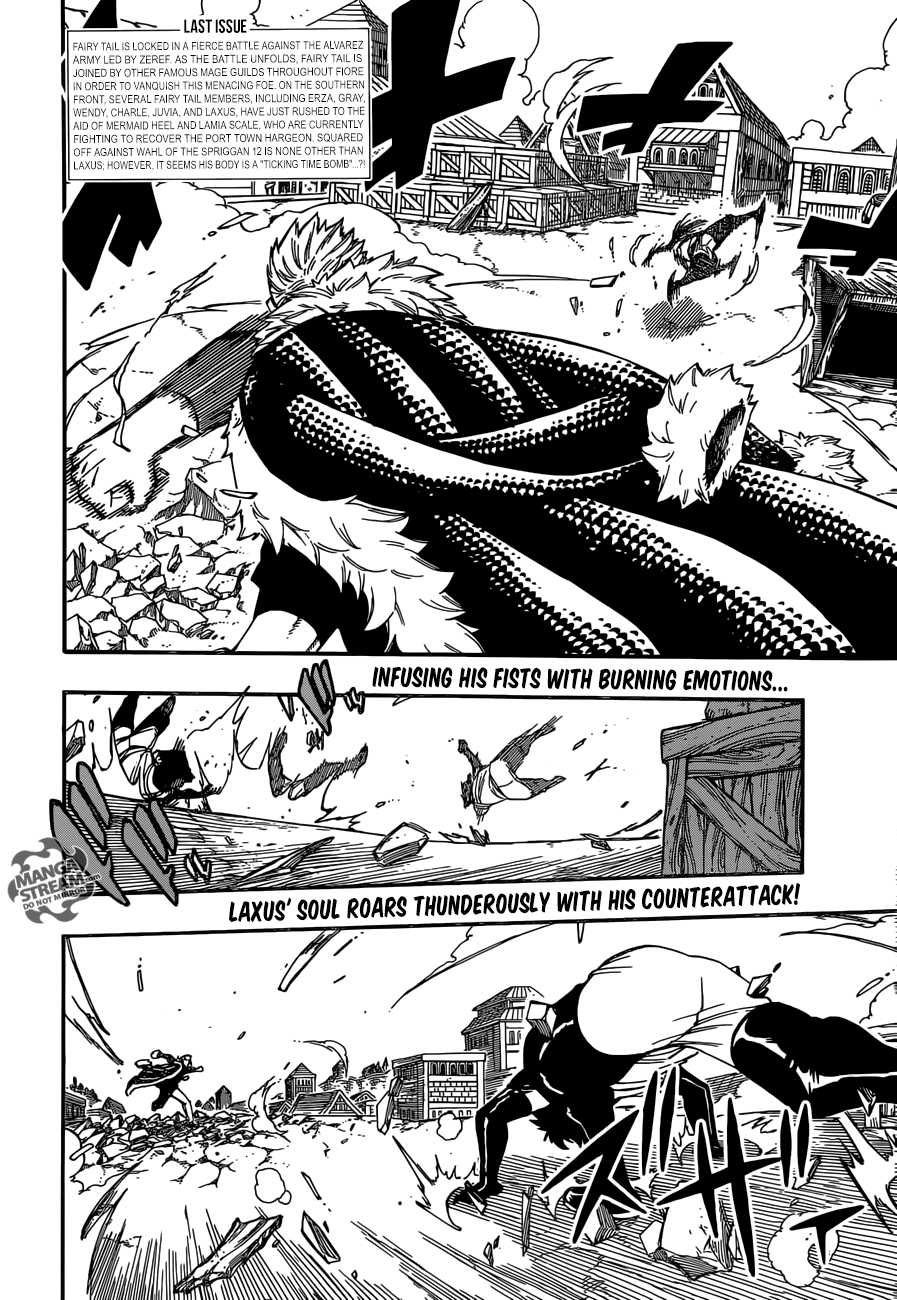 LAST ISSUE
FAIRY TAIL IS LOCKED IN A FIERCE BATTLE AGAINST THE ALVAREZ
ARMY LED BY ZEREF. AS THE BATTLE UNFOLDS, FAIRY TAIL IS
JOINED BY OTHER FAMOUS MAGE GUILDS THROUGHOUT FIORE
IN ORDER TO VANQUISH THIS MENACING FOE. ON THE SOUTHERN
FRONT, SEVERAL FAIRY TAIL MEMBERS, INCLUDING ERZA, GRAY,
WENDY, CHARLE, JUVIA, AND LAXUS, HAVE JUST RUSHED TO THE
AID OF MERMAID HEEL AND LAMIA SCALE, WHO ARE CURRENTLY
FIGHTING TO RECOVER THE PORT TOWN HARGEON. SQUARED
OFF AGAINST WAHL OF THE SPRIGGAN 12 IS NONE OTHER THAN
LAXUS; HOWEVER, IT SEEMS HIS BODY IS A "TICKING TIME BOMB"...?!
INFUSING HIS FISTS WITH BURNING EMOTIONS...
MANGA
STREAM
DO NOT MIRROR
LAXUS' SOUL ROARS THUNDEROUSLY WITH HIS COUNTERATTACK!
ズザザ